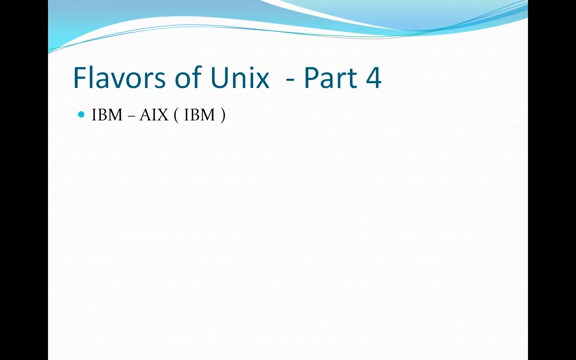 Flavors of Unix - Part 4
IBM – AIX ( IBM )